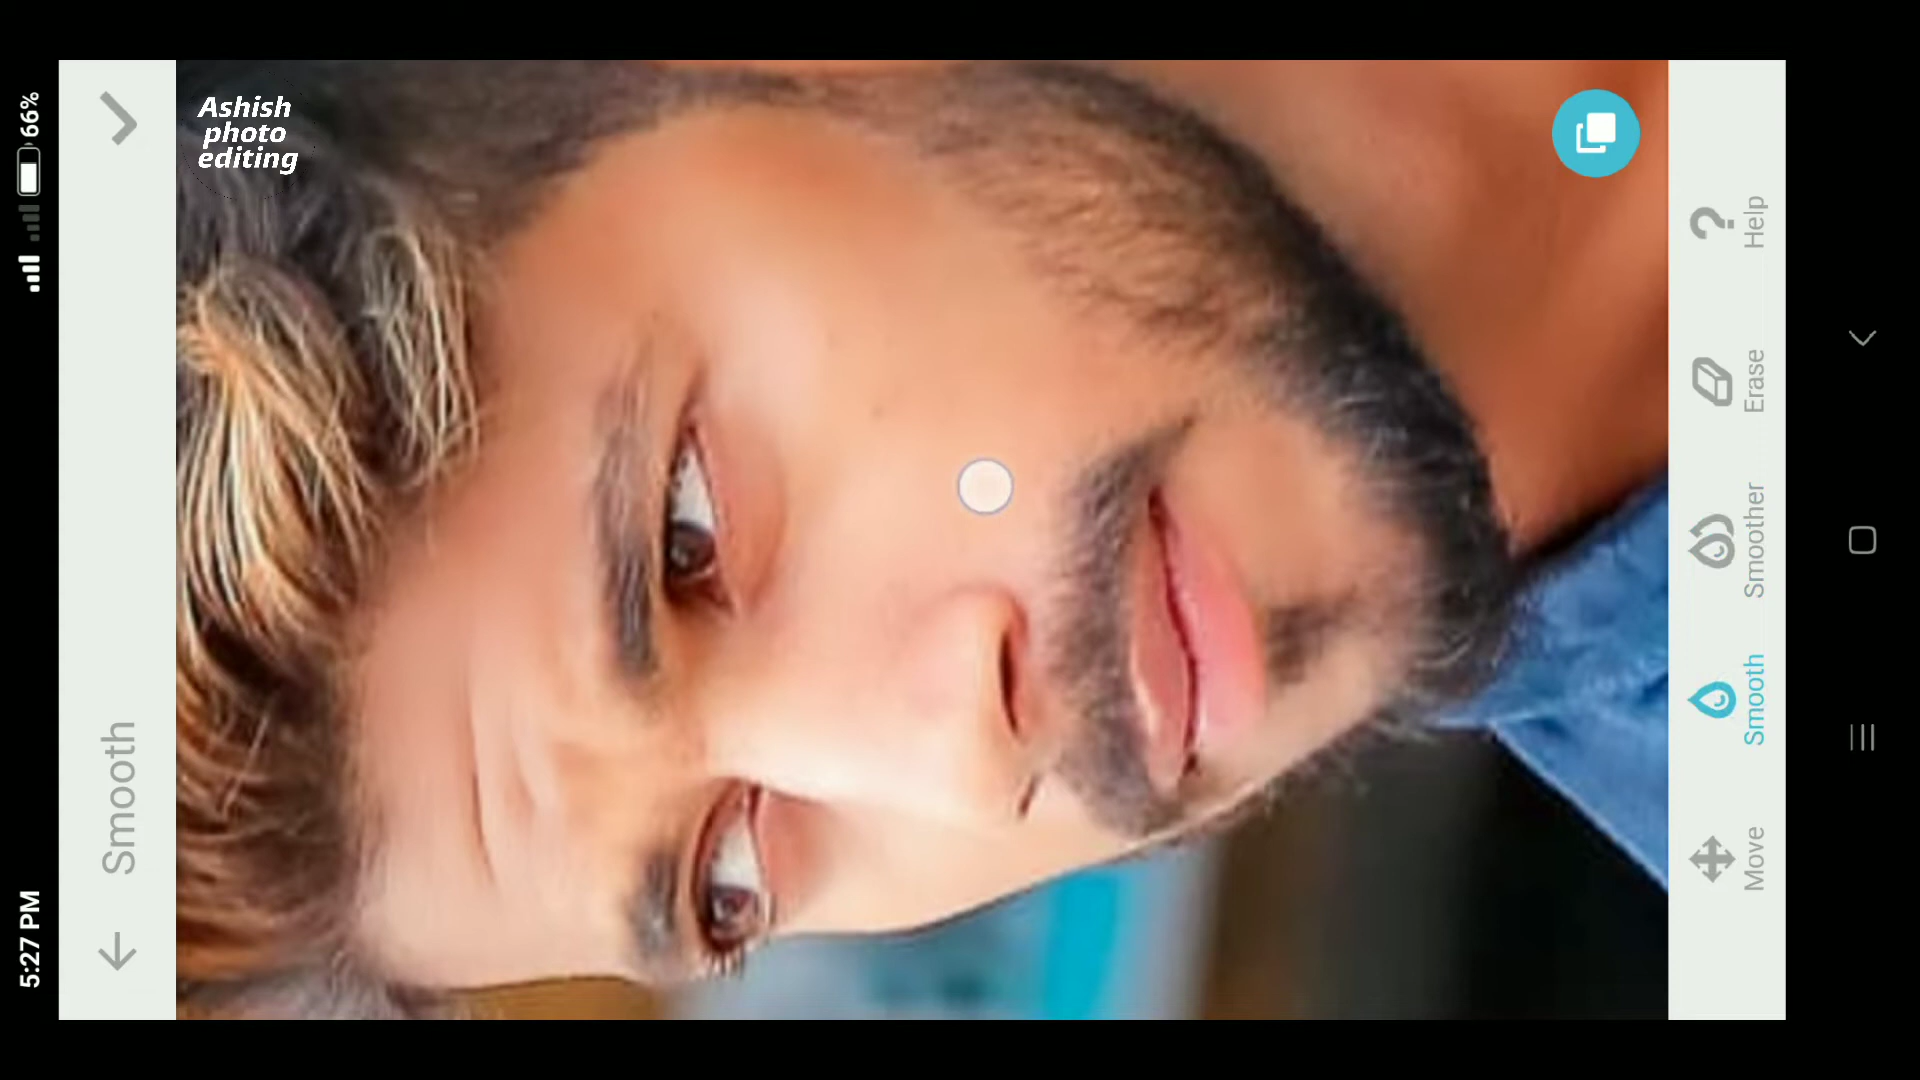 5:27 PM
66%
Smooth
Ashish
photo
editing
Move
Smooth
Smoother
Erase
Help